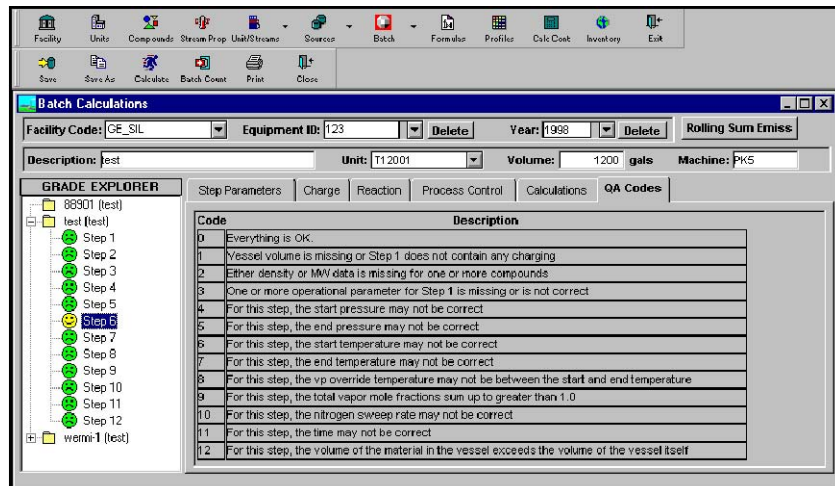 Facility Units Compounds Stream Prop Unit/Streams Sources Batch Formulas Profiles Calc Cont Inventory Exit
Save Save As Calculate Batch Count Print Close
Batch Calculations
Facility Code: GE_SIL Equipment ID: 123 Delete Year: 1998 Delete Rolling Sum Emiss
Description: test Unit: T12001 Volume: 1200 gals Machine: PK5
GRADE EXPLORER
88901 (test)
test (test)
Step 1
Step 2
Step 3
Step 4
Step 5
Step 6
Step 7
Step 8
Step 9
Step 10
Step 11
Step 12
wermi-1 (test)
Step Parameters Charge Reaction Process Control Calculations QA Codes
Code Description
0 Everything is OK.
1 Vessel volume is missing or Step 1 does not contain any charging
2 Either density or MW data is missing for one or more compounds
3 One or more operational parameter for Step 1 is missing or is not correct
4 For this step, the start pressure may not be correct
5 For this step, the end pressure may not be correct
6 For this step, the start temperature may not be correct
7 For this step, the end temperature may not be correct
8 For this step, the vp override temperature may not be between the start and end temperature
9 For this step, the total vapor mole fractions sum up to greater than 1.0
10 For this step, the nitrogen sweep rate may not be correct
11 For this step, the time may not be correct
12 For this step, the volume of the material in the vessel exceeds the volume of the vessel itself